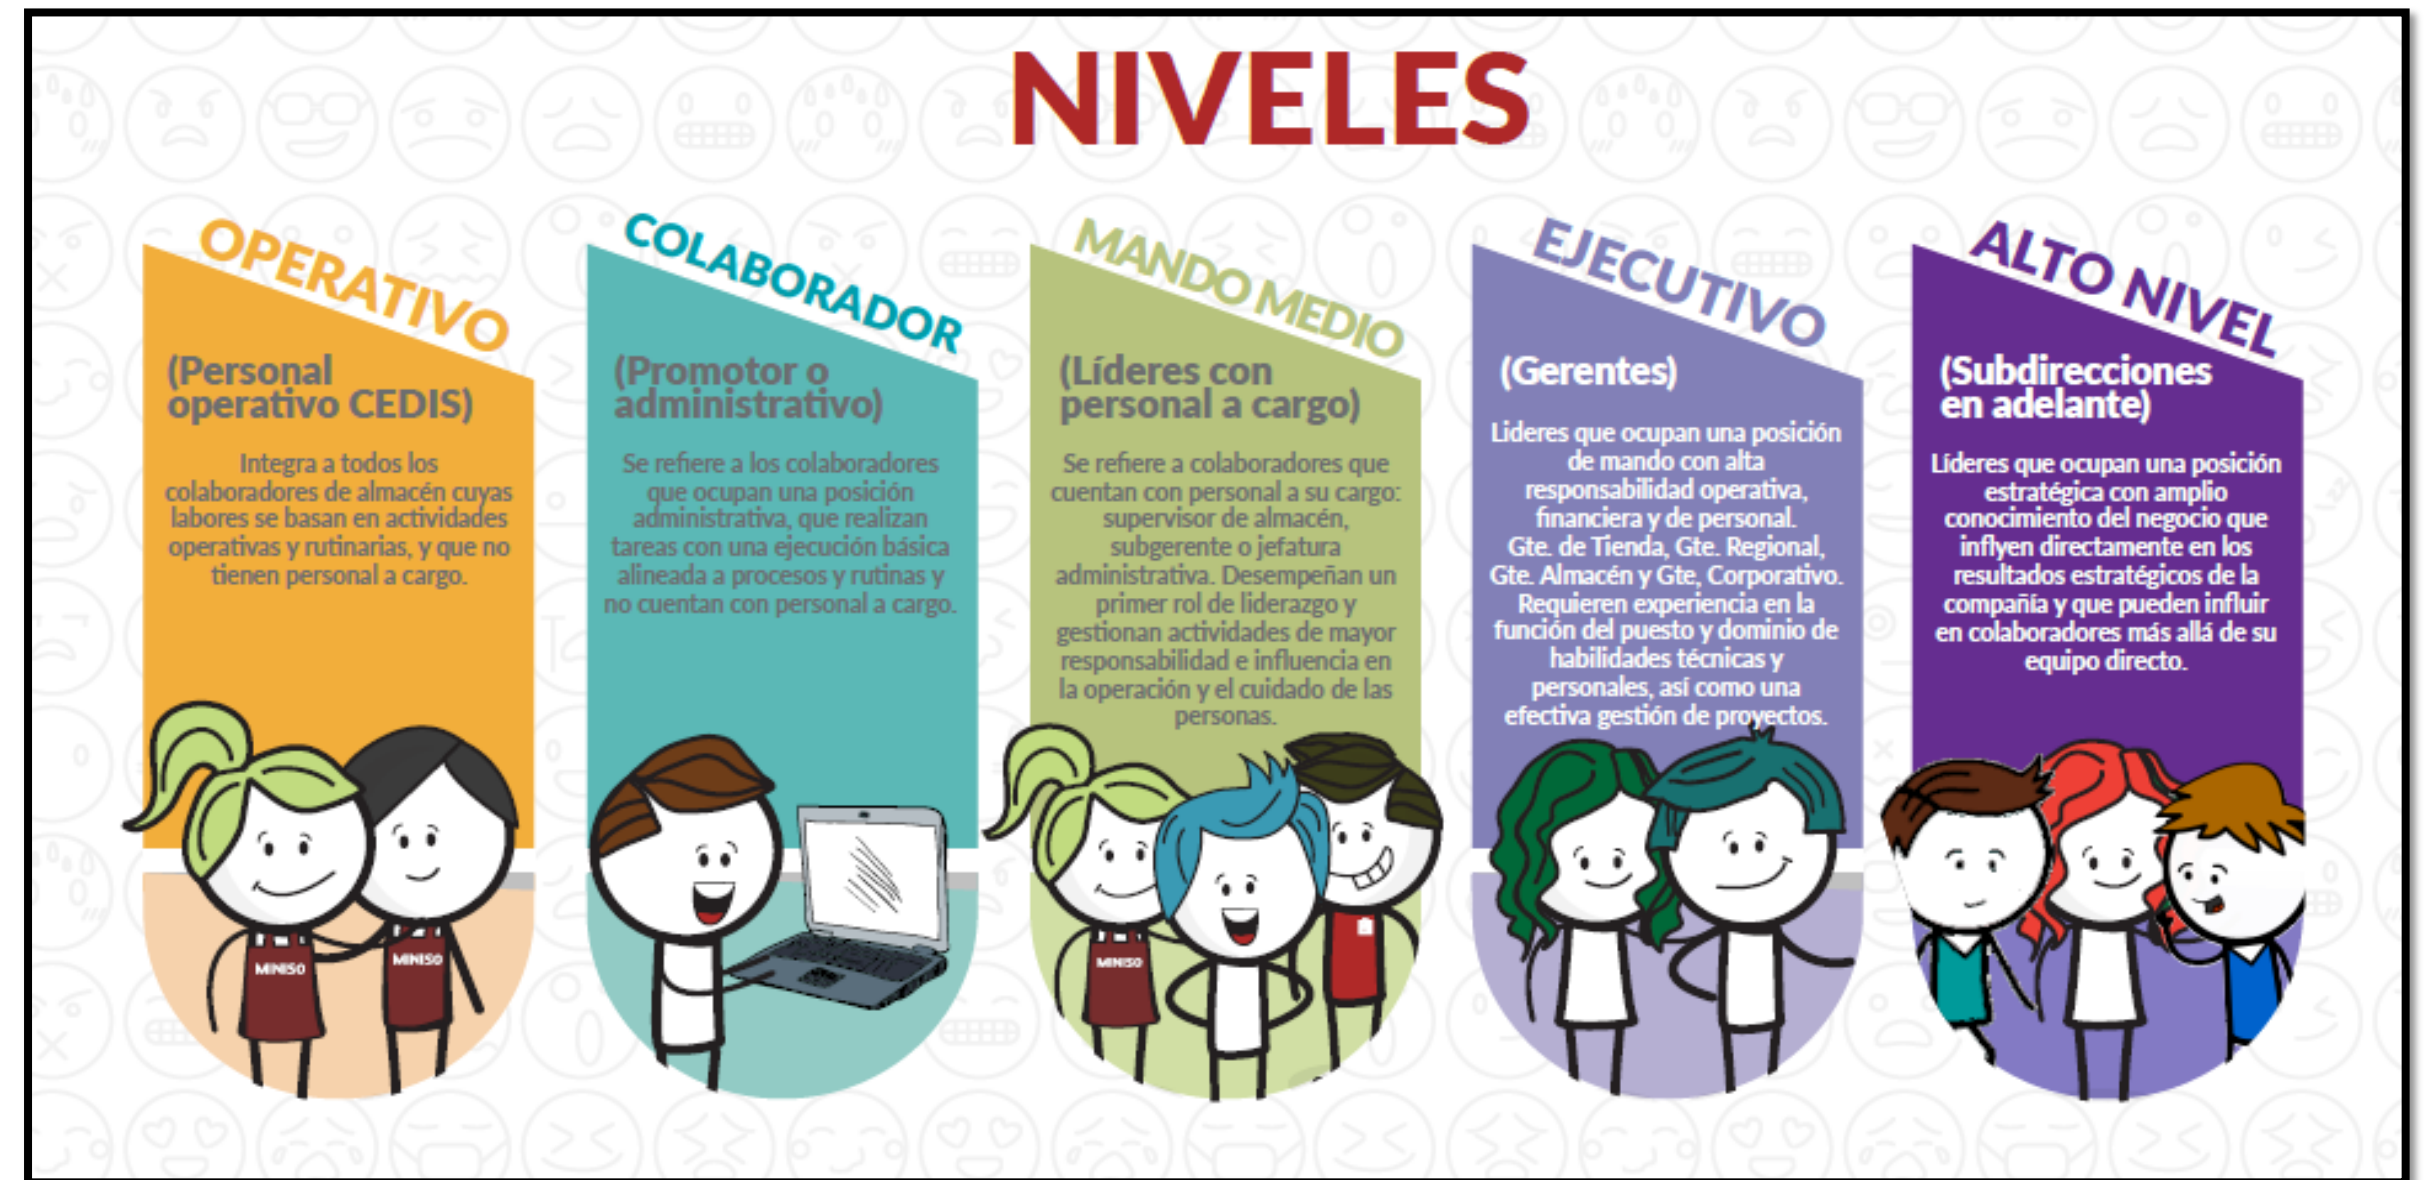 NIVELES
OPERATIVO
(Personal
operativo CEDIS)
Integra a todos los
colaboradores de almacén cuyas
labores se basan en actividades
operativas y rutinarias, y que no
tienen personal a cargo.
MINISO
MINISO
COLABORADOR
(Promotor o
administrativo)
Se refiere a los colaboradores
que ocupan una posición
administrativa, que realizan
tareas con una ejecución básica
alineada a procesos y rutinas y
no cuentan con personal a cargo.
MANDO MEDIO
(Líderes con
personal a cargo)
Se refiere a colaboradores que
cuentan con personal a su cargo:
supervisor de almacén,
subgerente o jefatura
administrativa. Desempeñan un
primer rol de liderazgo y
gestionan actividades de mayor
responsabilidad e influencia en
la operación y el cuidado de las
personas.
MINISO
EJECUTIVO
(Gerentes)
Lideres que ocupan una posición
de mando con alta
responsabilidad operativa,
financiera y de personal.
Gte. de Tienda, Gte. Regional,
Gte. Almacén y Gte, Corporativo.
Requieren experiencia en la
función del puesto y dominio de
habilidades técnicas y
personales, así como una
efectiva gestión de proyectos.
ALTO NIVEL
(Subdirecciones
en adelante)
Líderes que ocupan una posición
estratégica con amplio
conocimiento del negocio que
inflyen directamente en los
resultados estratégicos de la
compañía y que pueden influir
en colaboradores más allá de su
equipo directo.